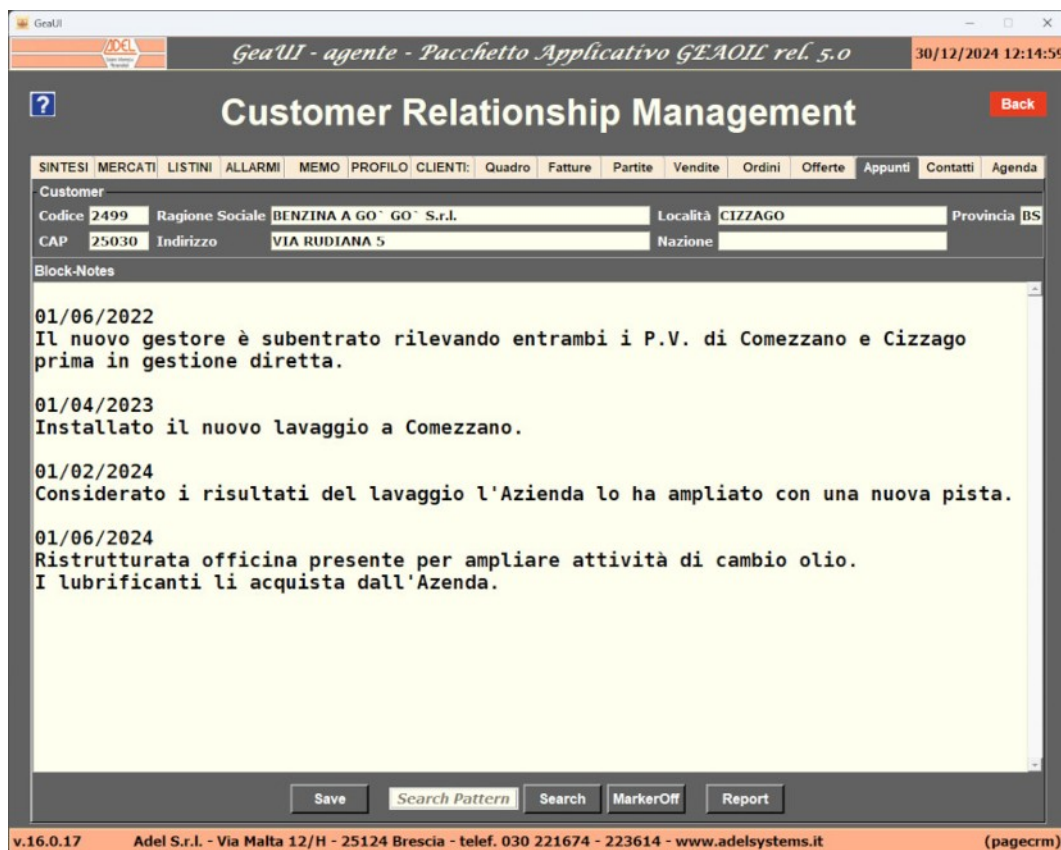 GeaUI
ADEL
GeaUI - agente - Pacchetto Applicativo GEAOIL rel. 5.0
30/12/2024 12:14:59
?
Customer Relationship Management
Back
SINTESI MERCATI LISTINI ALLARMI MEMO PROFILO CLIENTI: Quadro Fatture Partite Vendite Ordini Offerte Appunti Contatti Agenda
Customer
Codice 2499 Ragione Sociale BENZINA A GO` GO` S.r.l. Località CIZZAGO Provincia BS
CAP 25030 Indirizzo VIA RUDIANA 5 Nazione
Block-Notes
01/06/2022
Il nuovo gestore è subentrato rilevando entrambi i P.V. di Comezzano e Cizzago
prima in gestione diretta.
01/04/2023
Installato il nuovo lavaggio a Comezzano.
01/02/2024
Considerato i risultati del lavaggio l'Azienda lo ha ampliato con una nuova pista.
01/06/2024
Ristrutturata officina presente per ampliare attività di cambio olio.
I lubrificanti li acquista dall'Azenda.
Save Search Pattern Search MarkerOff Report
v.16.0.17 Adel S.r.l. - Via Malta 12/H - 25124 Brescia - telef. 030 221674 - 223614 - www.adelsystems.it (pagecrm)